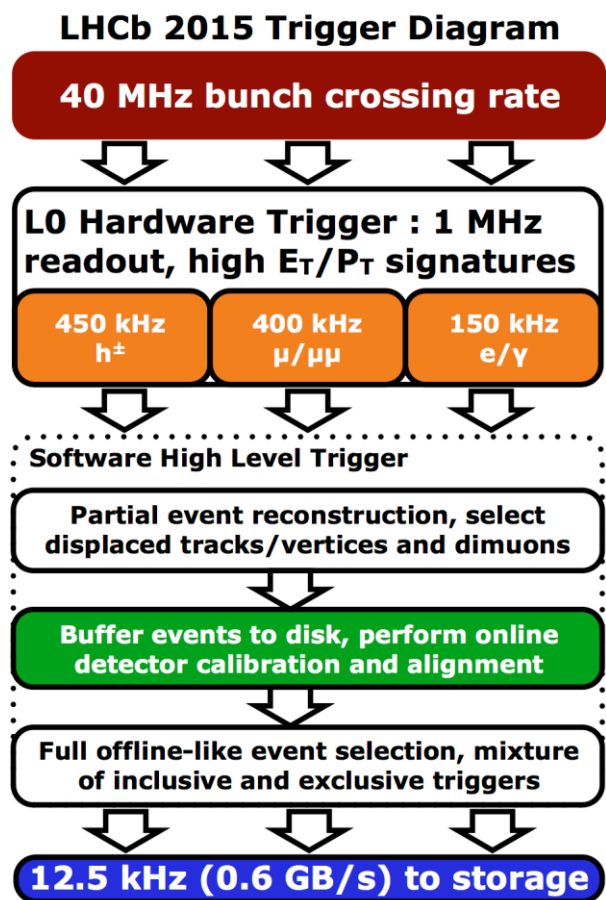 LHCb 2015 Trigger Diagram
40 MHz bunch crossing rate
L0 Hardware Trigger : 1 MHz
readout, high E_T/P_T signatures
450 kHz
h±
400 kHz
μ/μμ
150 kHz
e/γ
Software High Level Trigger
Partial event reconstruction, select
displaced tracks/vertices and dimuons
Buffer events to disk, perform online
detector calibration and alignment
Full offline-like event selection, mixture
of inclusive and exclusive triggers
12.5 kHz (0.6 GB/s) to storage